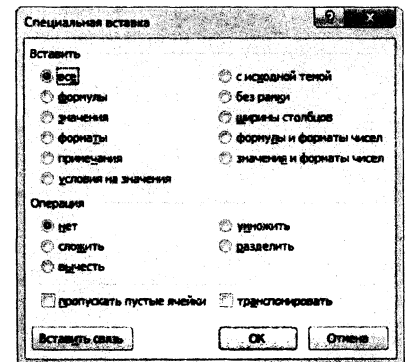 Специальная вставка
Вставить
все
с исходной темой
формулы
без рамки
значения
ширины столбцов
форматы
формулы и форматы чисел
примечания
значения и форматы чисел
условия на значения
Операция
нет
умножить
сложить
разделить
вычесть
пропускать пустые ячейки
транспонировать
Вставить связь
ОК
Отмена